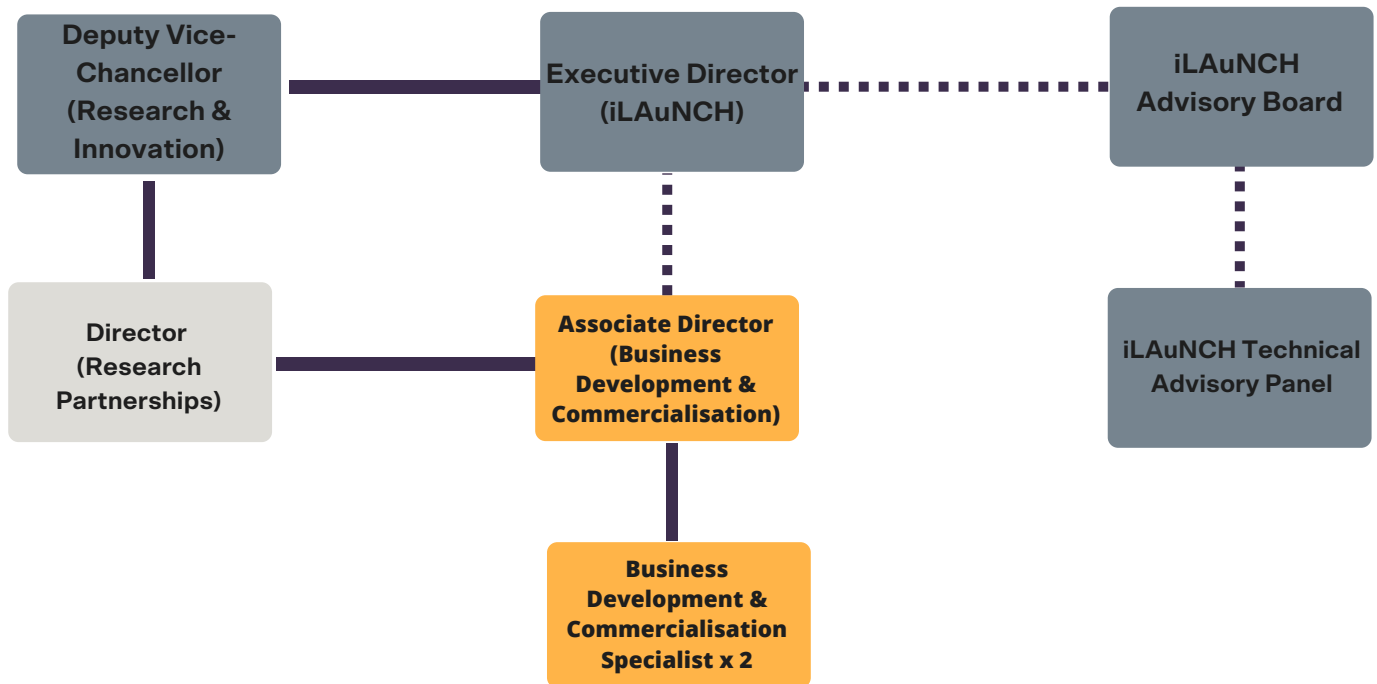 Deputy Vice-
Chancellor
(Research &
Innovation)
Executive Director
(iLAuNCH)
iLAuNCH
Advisory Board
Director
(Research
Partnerships)
Associate Director
(Business
Development &
Commercialisation)
iLAuNCH Technical
Advisory Panel
Business
Development &
Commercialisation
Specialist x 2